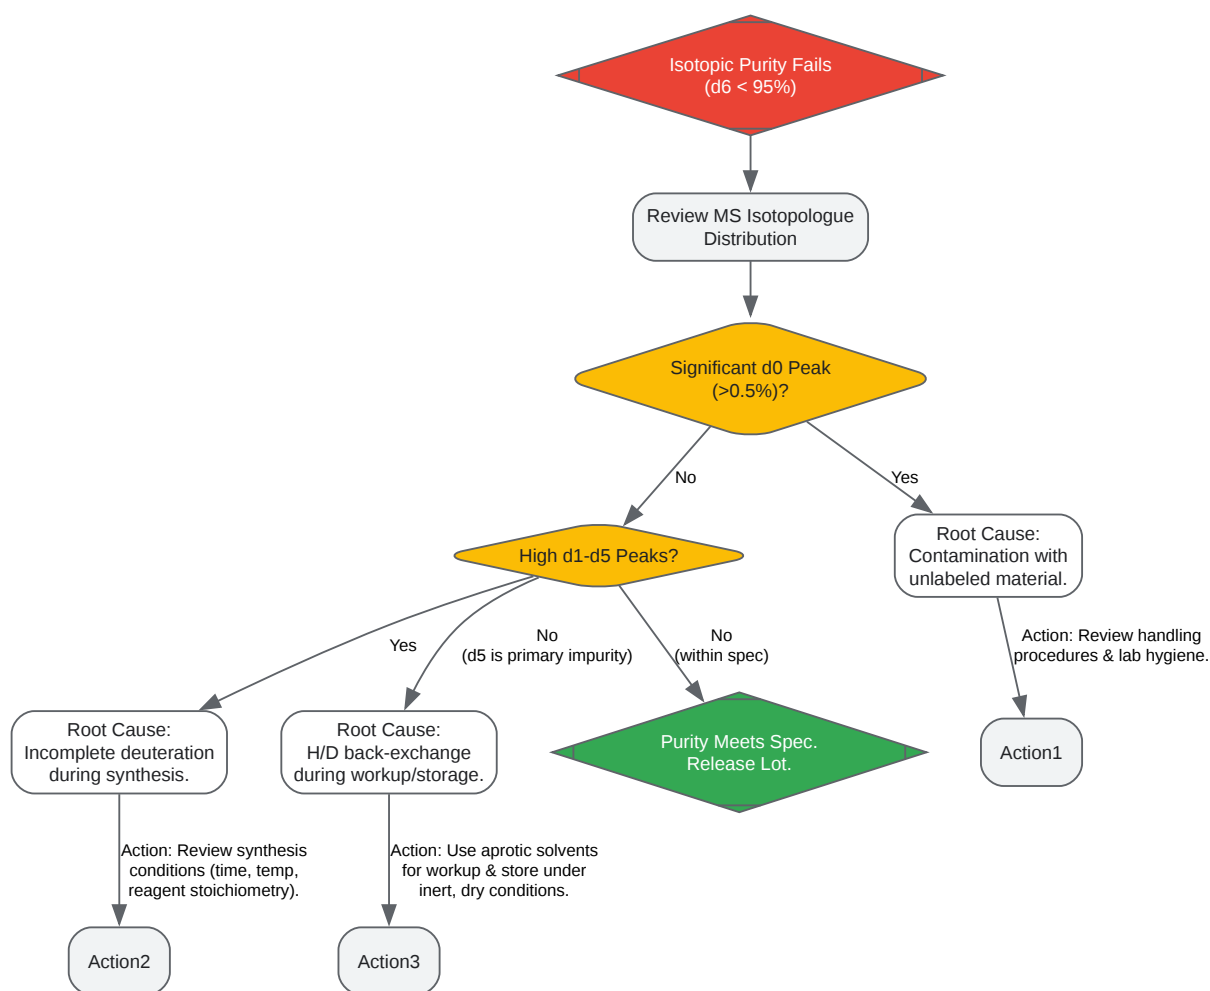 Isotopic Purity Fails
(d6 < 95%)
Review MS Isotopologue
Distribution
Significant d0 Peak
(>0.5%)?
No
Yes
High d1-d5 Peaks?
Root Cause:
Contamination with
unlabeled material.
Yes
No
(d5 is primary impurity)
No
(within spec)
Action: Review handling
procedures & lab hygiene.
Root Cause:
Incomplete deuteration
during synthesis.
Root Cause:
H/D back-exchange
during workup/storage.
Purity Meets Spec.
Release Lot.
Action1
Action: Review synthesis
conditions (time, temp,
reagent stoichiometry).
Action: Use aprotic solvents
for workup & store under
inert, dry conditions.
Action2
Action3